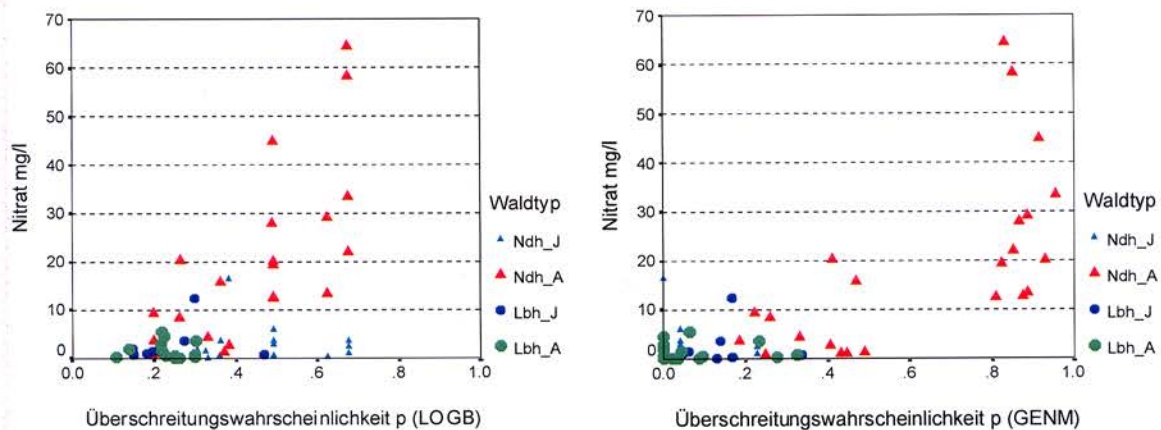 70
60
50
40
30
20
10
0
Nitrat mg/l
0.0 .2 .4 .6 .8 1.0
Überschreitungswahrscheinlichkeit p (LOGB)
Waldtyp
Ndh_J
Ndh_A
Lbh_J
Lbh_A
70
60
50
40
30
20
10
0
Nitrat mg/l
0.0 .2 .4 .6 .8 1.0
Überschreitungswahrscheinlichkeit p (GENM)
Waldtyp
Ndh_J
Ndh_A
Lbh_J
Lbh_A